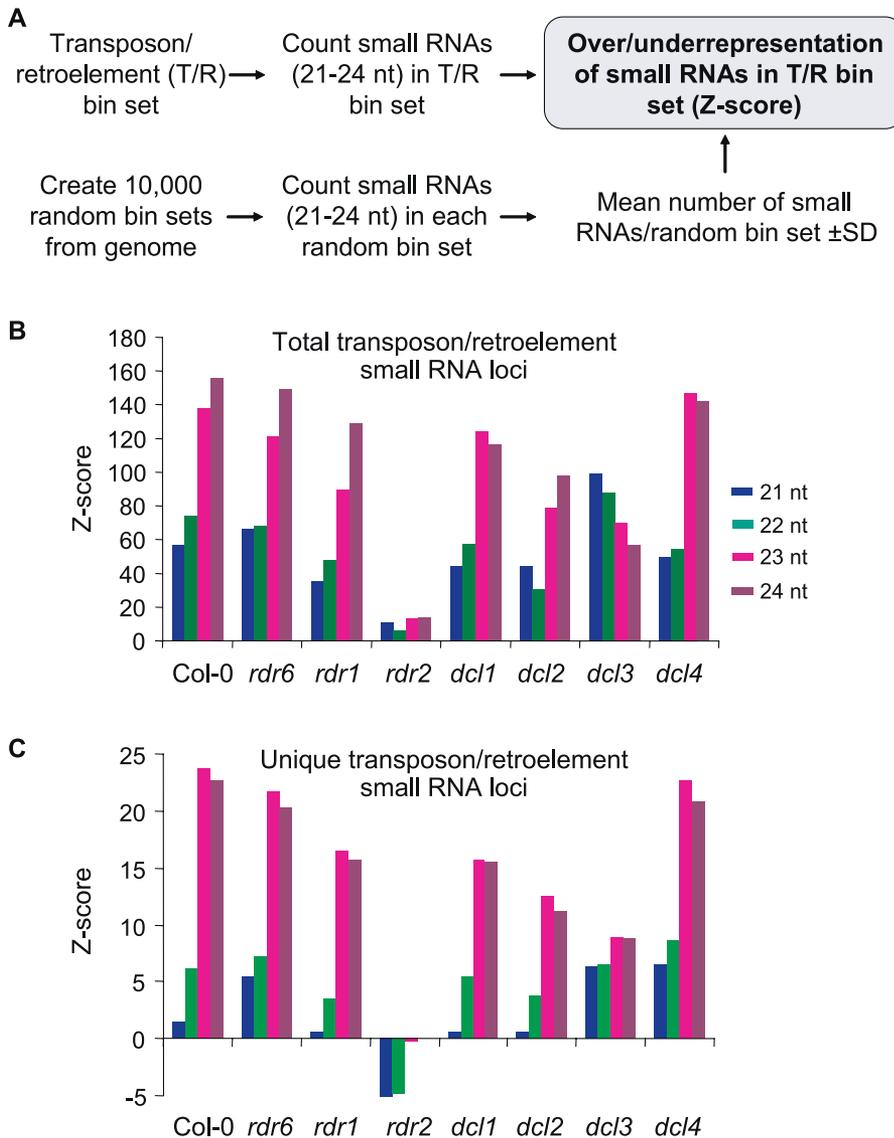 A
Transposon/
retroelement (T/R)
bin set
Count small RNAs
(21-24 nt) in T/R
bin set
Over/underrepresentation
of small RNAs in T/R bin
set (Z-score)
Create 10,000
random bin sets
from genome
Count small RNAs
(21-24 nt) in each
random bin set
Mean number of small
RNAs/random bin set ±SD
B
Total transposon/retroelement
small RNA loci
Z-score
180
160
140
120
100
80
60
40
20
0
Col-0 rdr6 rdr1 rdr2 dcl1 dcl2 dcl3 dcl4
21 nt
22 nt
23 nt
24 nt
C
Unique transposon/retroelement
small RNA loci
Z-score
25
20
15
10
5
0
-5
Col-0 rdr6 rdr1 rdr2 dcl1 dcl2 dcl3 dcl4